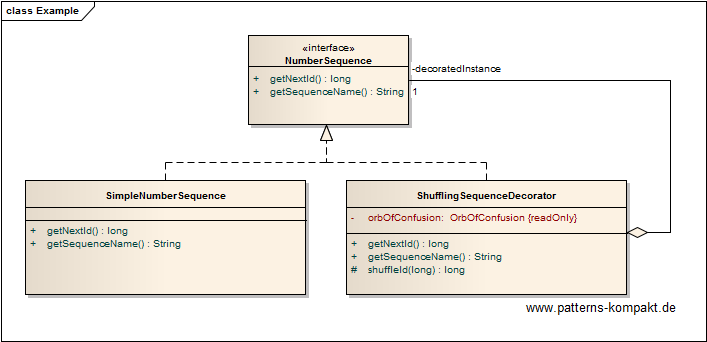 class Example
«interface»
NumberSequence
+ getNextId() : long
+ getSequenceName() : String
-decoratedInstance
1
SimpleNumberSequence
+ getNextId() : long
+ getSequenceName() : String
ShufflingSequenceDecorator
- orbOfConfusion: OrbOfConfusion {readOnly}
+ getNextId() : long
+ getSequenceName() : String
# shuffleId(long) : long
www.patterns-kompakt.de